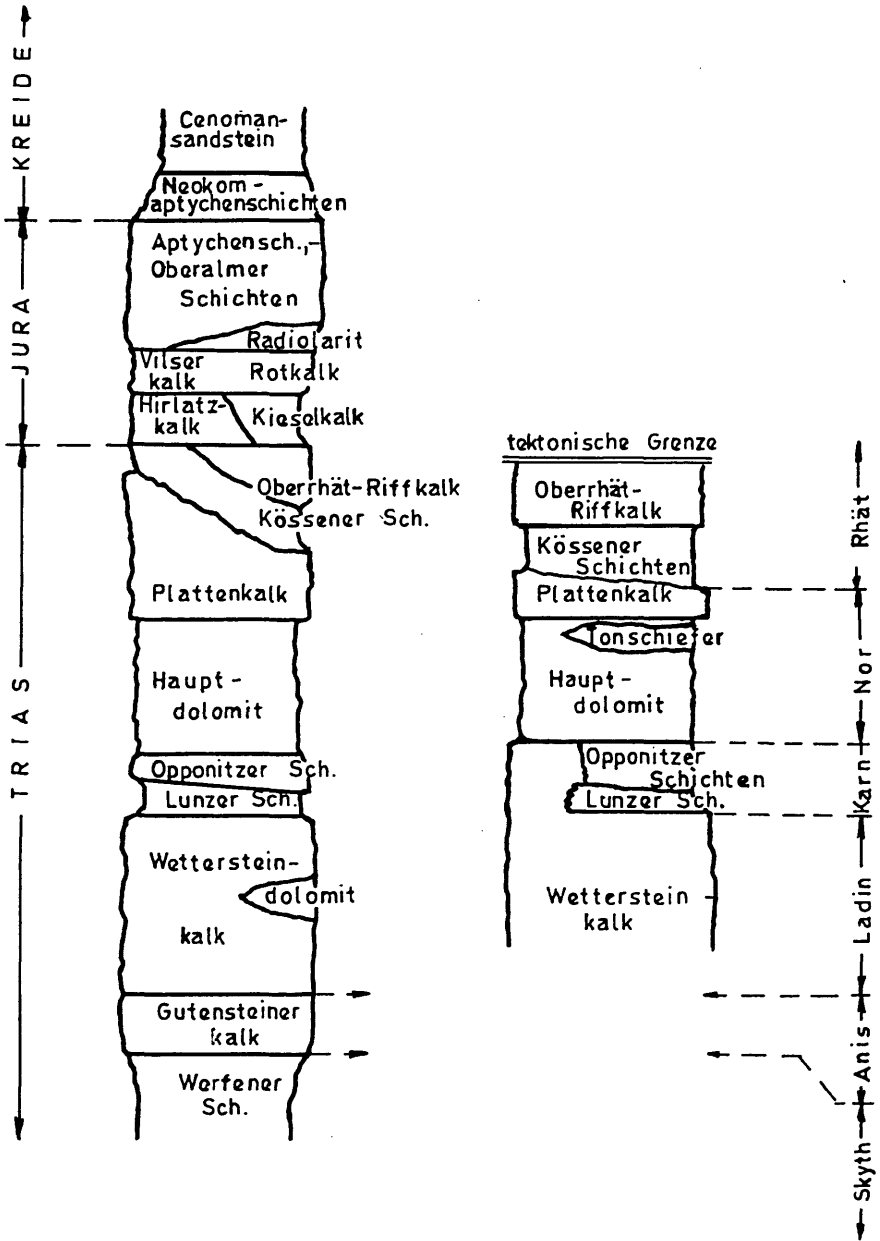 KREIDE
JURA
TRIAS
Cenoman-
sandstein
Neokom-
aptychenschichten
Aptychensch.,-
Oberalmer
Schichten
Radiolarit
Vilser
kalk
Rotkalk
Hirlatz-
kalk
Kieselkalk
Oberrhät-Riffkalk
Kössener Sch.
Plattenkalk
Haupt-
dolomit
Opponitzer Sch.
Lunzer Sch.
Wetterstein-
dolomit
kalk
Gutensteiner
kalk
Werfener
Sch.
tektonische Grenze
Oberrhät-
Riffkalk
Kössener
Schichten
Plattenkalk
Tonschiefer
Haupt-
dolomit
Opponitzer
Schichten
Lunzer Sch.
Wetterstein
kalk
Rhät
Nor
Karn
Ladin
Anis
Skyth